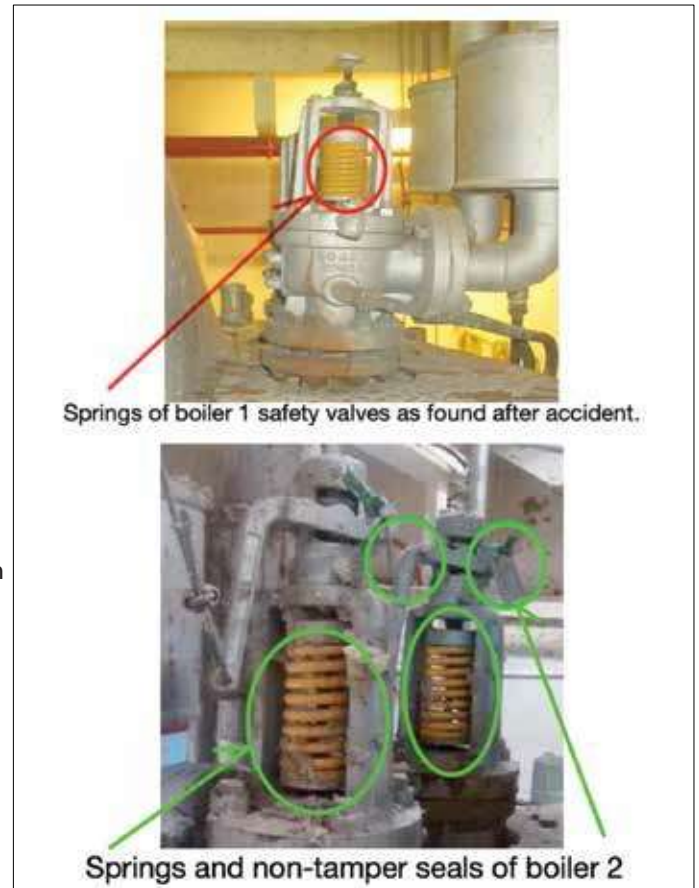 Springs of boiler 1 safety valves as found after accident.
Springs and non-tamper seals of boiler 2